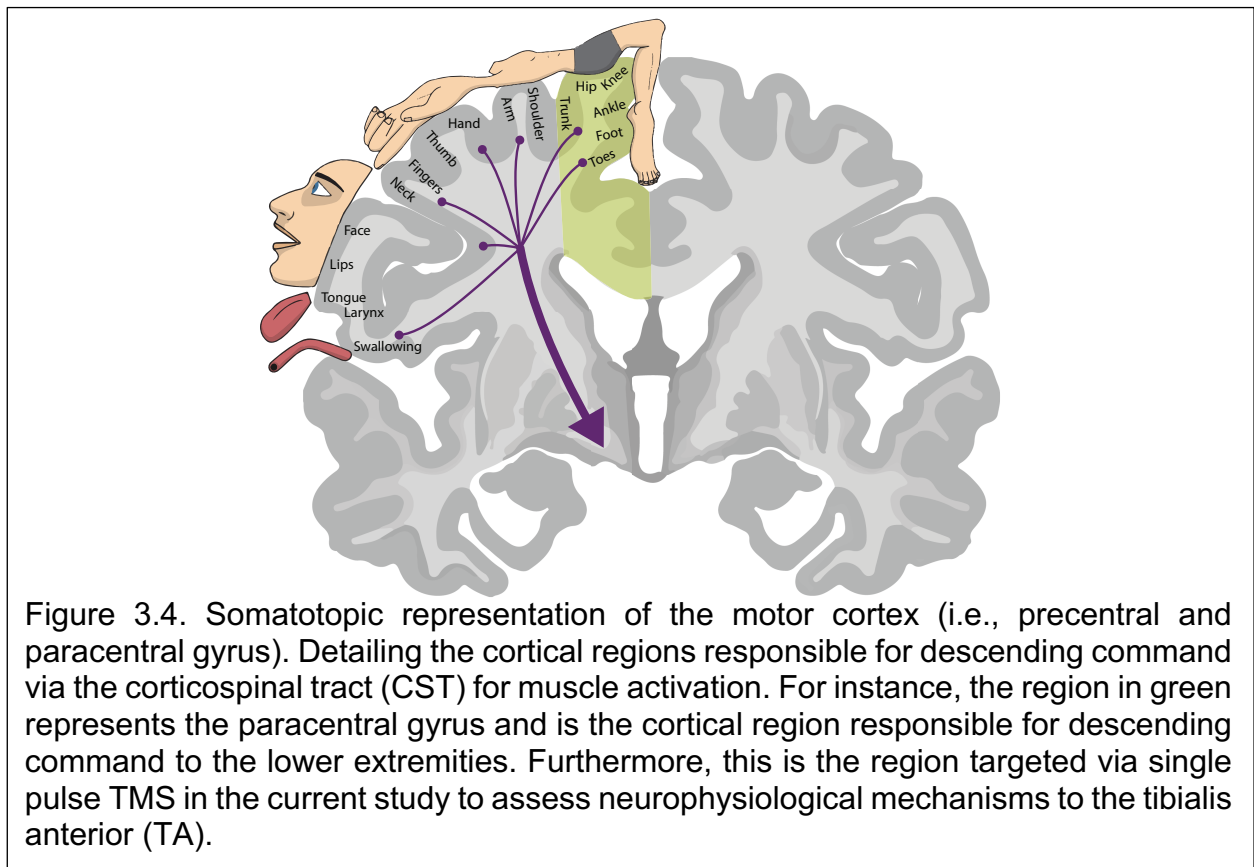 Hip Knee
Ankle
Foot
Toes
Trunk
Shoulder
Arm
Hand
Thumb
Fingers
Neck
Face
Lips
Tongue
Larynx
Swallowing
Figure 3.4. Somatotopic representation of the motor cortex (i.e., precentral and
paracentral gyrus). Detailing the cortical regions responsible for descending command
via the corticospinal tract (CST) for muscle activation. For instance, the region in green
represents the paracentral gyrus and is the cortical region responsible for descending
command to the lower extremities. Furthermore, this is the region targeted via single
pulse TMS in the current study to assess neurophysiological mechanisms to the tibialis
anterior (TA).